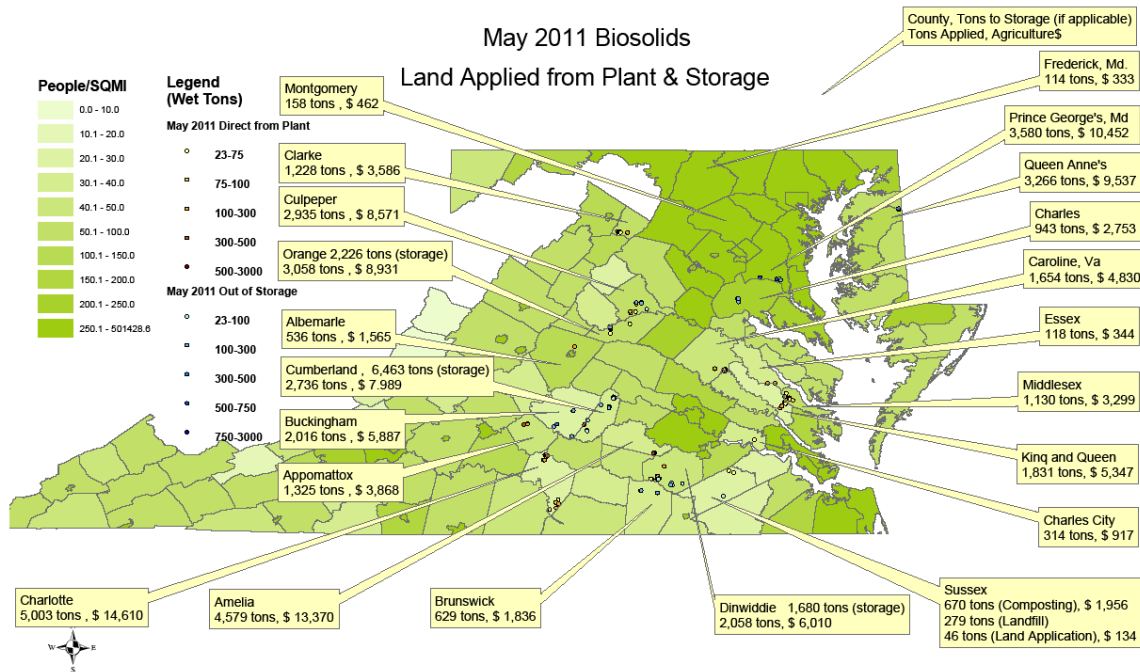 May 2011 Biosolids
Land Applied from Plant & Storage
County, Tons to Storage (if applicable)
Tons Applied, Agriculture$
People/SQMI
0.0 - 10.0
10.1 - 20.0
20.1 - 30.0
30.1 - 40.0
40.1 - 50.0
50.1 - 100.0
100.1 - 150.0
150.1 - 200.0
200.1 - 250.0
250.1 - 501428.6
Legend
(Wet Tons)
May 2011 Direct from Plant
23-75
75-100
100-300
300-500
500-3000
May 2011 Out of Storage
23-100
100-300
300-500
500-750
750-3000
Montgomery
158 tons , $ 462
Clarke
1,228 tons , $ 3,586
Culpeper
2,935 tons , $ 8,571
Orange 2,226 tons (storage)
3,058 tons , $ 8,931
Albemarle
536 tons , $ 1,565
Cumberland , 6,463 tons (storage)
2,736 tons , $ 7.989
Buckingham
2,016 tons , $ 5,887
Appomattox
1,325 tons , $ 3,868
Frederick, Md.
114 tons, $ 333
Prince George's, Md
3,580 tons, $ 10,452
Queen Anne's
3,266 tons, $ 9,537
Charles
943 tons, $ 2,753
Caroline, Va
1,654 tons, $ 4,830
Essex
118 tons, $ 344
Middlesex
1,130 tons, $ 3,299
King and Queen
1,831 tons, $ 5,347
Charles City
314 tons, $ 917
Charlotte
5,003 tons, $ 14,610
Amelia
4,579 tons, $ 13,370
Brunswick
629 tons, $ 1,836
Dinwiddie 1,680 tons (storage)
2,058 tons, $ 6,010
Sussex
670 tons (Composting), $ 1,956
279 tons (Landfill)
46 tons (Land Application), $ 134
N
W E
S